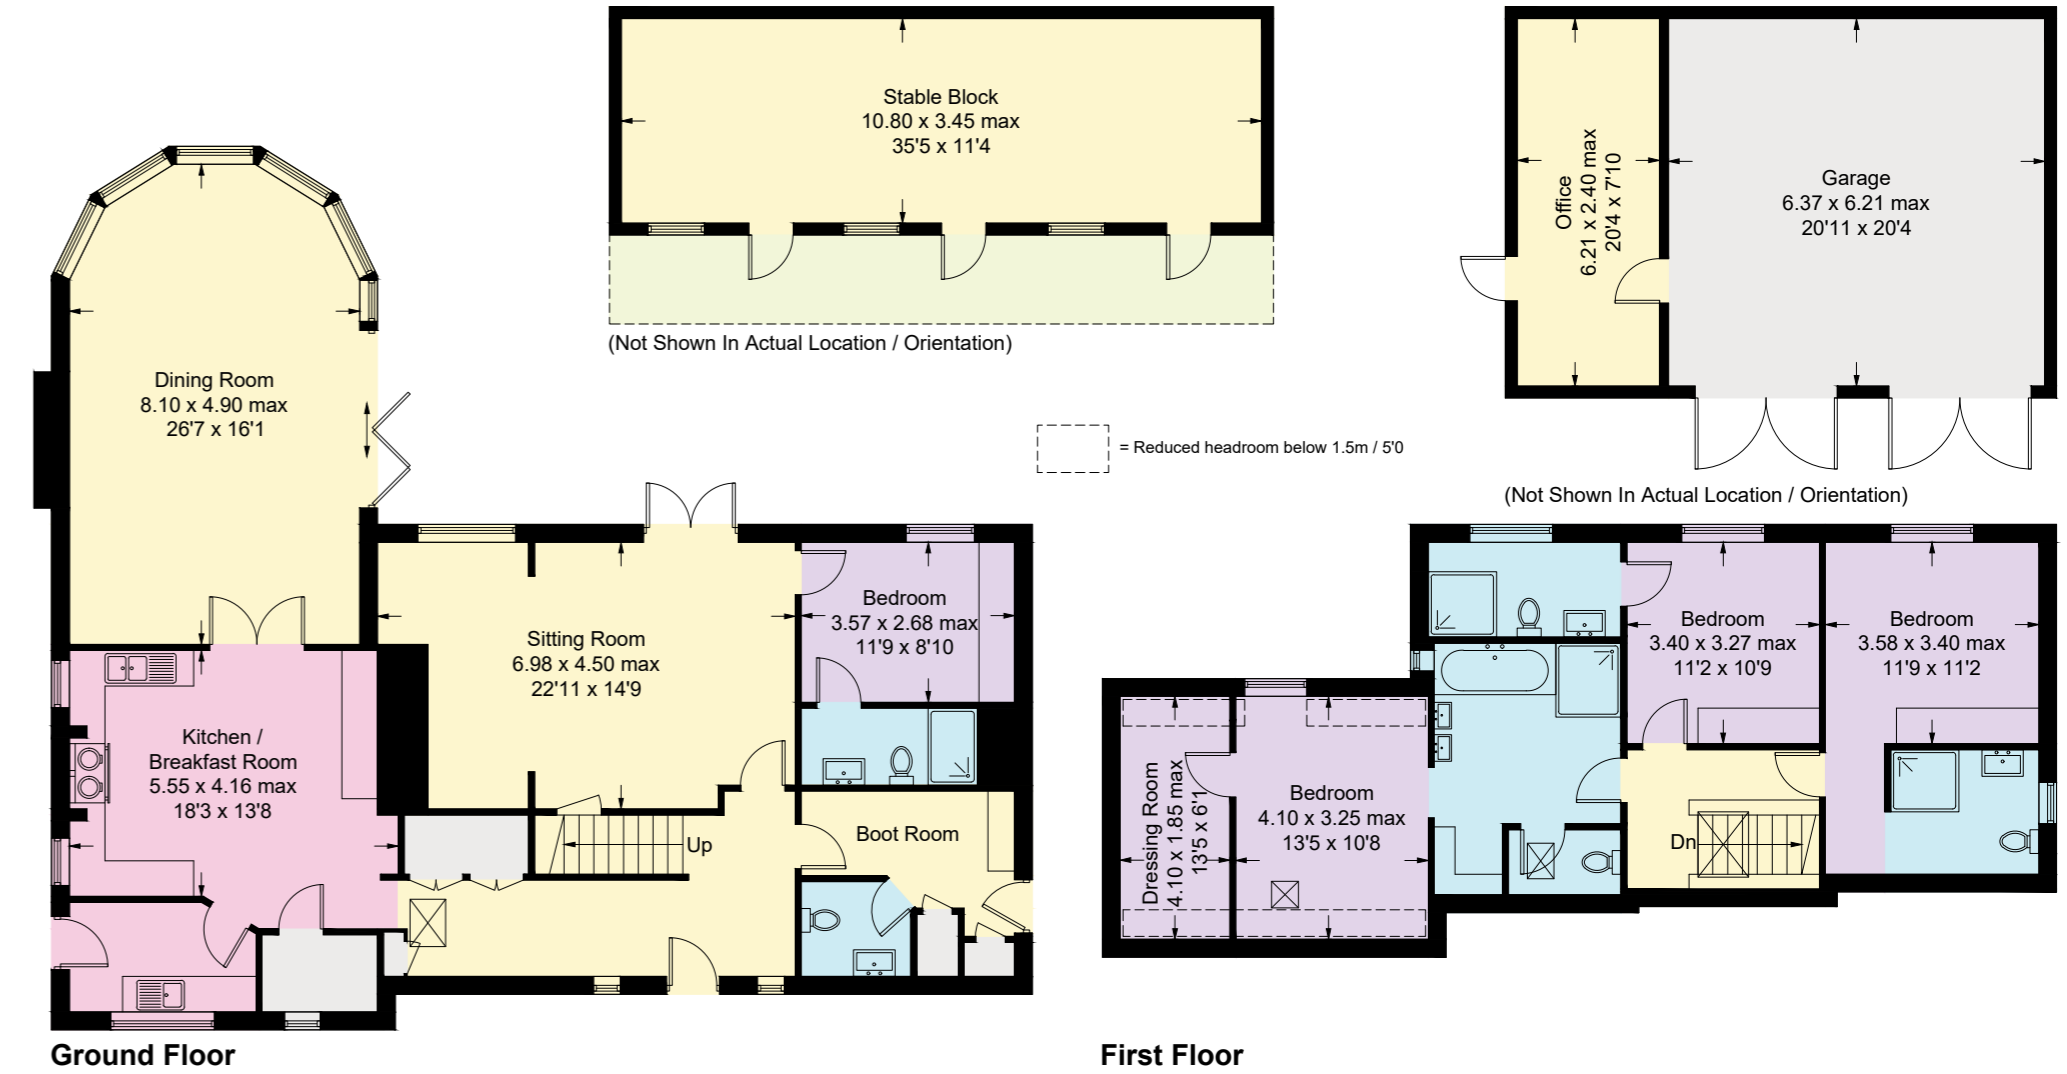 Stable Block
10.80 x 3.45 max
35'5 x 11'4
(Not Shown In Actual Location / Orientation)
Office
6.21 x 2.40 max
20'4 x 7'10
Garage
6.37 x 6.21 max
20'11 x 20'4
(Not Shown In Actual Location / Orientation)
= Reduced headroom below 1.5m / 5'0
Dining Room
8.10 x 4.90 max
26'7 x 16'1
Sitting Room
6.98 x 4.50 max
22'11 x 14'9
Bedroom
3.57 x 2.68 max
11'9 x 8'10
Kitchen /
Breakfast Room
5.55 x 4.16 max
18'3 x 13'8
Up
Boot Room
Ground Floor
Bedroom
3.40 x 3.27 max
11'2 x 10'9
Bedroom
3.58 x 3.40 max
11'9 x 11'2
Dressing Room
4.10 x 1.85 max
13'5 x 6'1
Bedroom
4.10 x 3.25 max
13'5 x 10'8
Dn
First Floor